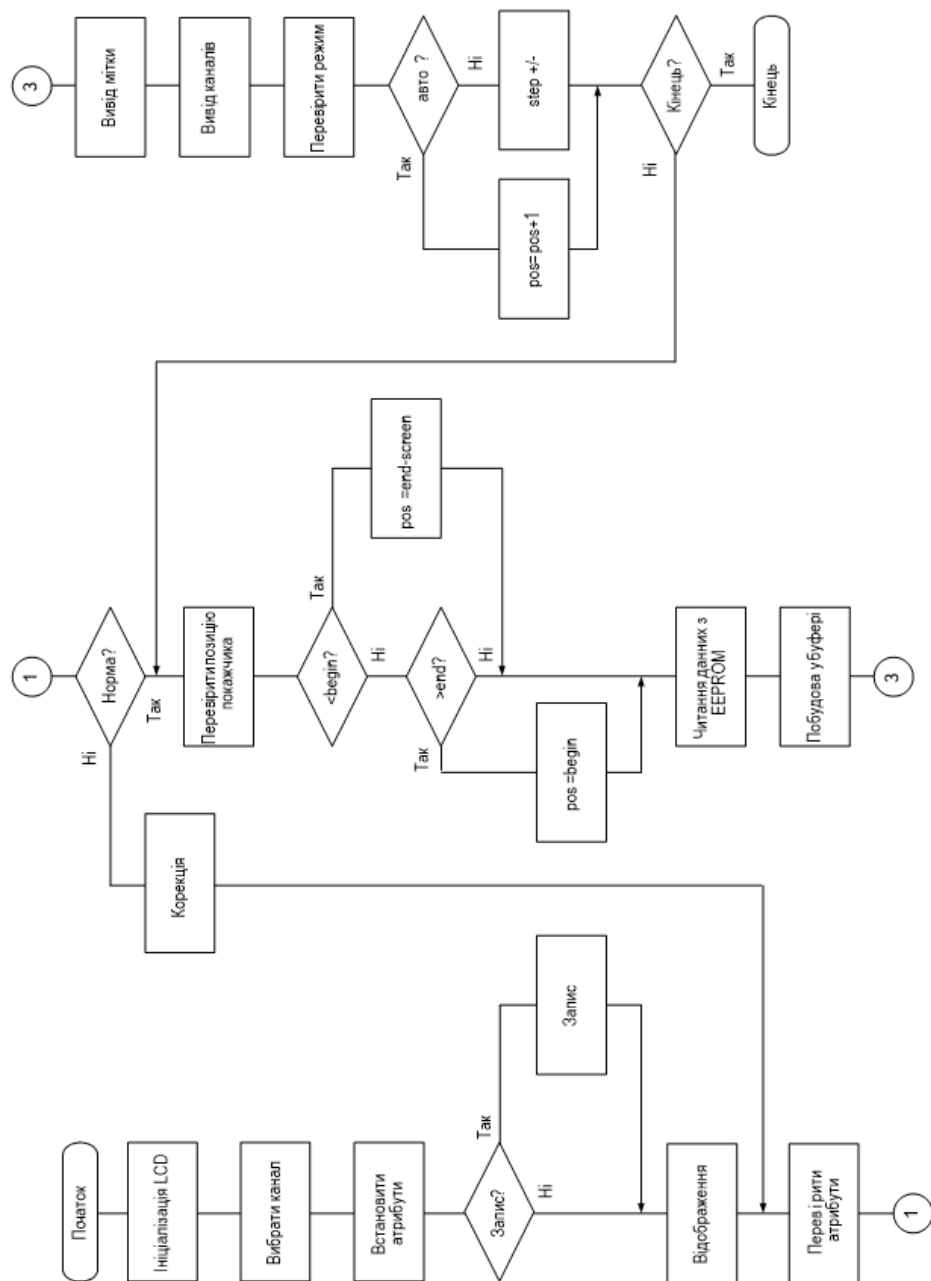 Початок
Ініціалізація LCD
Вибрати канал
Встановити
атрибути
Запис?
Так
Ні
Запис
Відображення
Перевірити
атрибути
1
1
Норма?
Ні
Так
Корекція
Перевірити позицію
покажчика
<begin?
Так
Ні
pos =end-screen
>end?
Так
Ні
pos =begin
Читання данних з
EEPROM
Побудова у буфері
3
3
Вивід мітки
Вивід каналів
Перевірити режим
авто ?
Так
Ні
pos=pos+1
step +/-
Кінець?
Ні
Так
Кінець